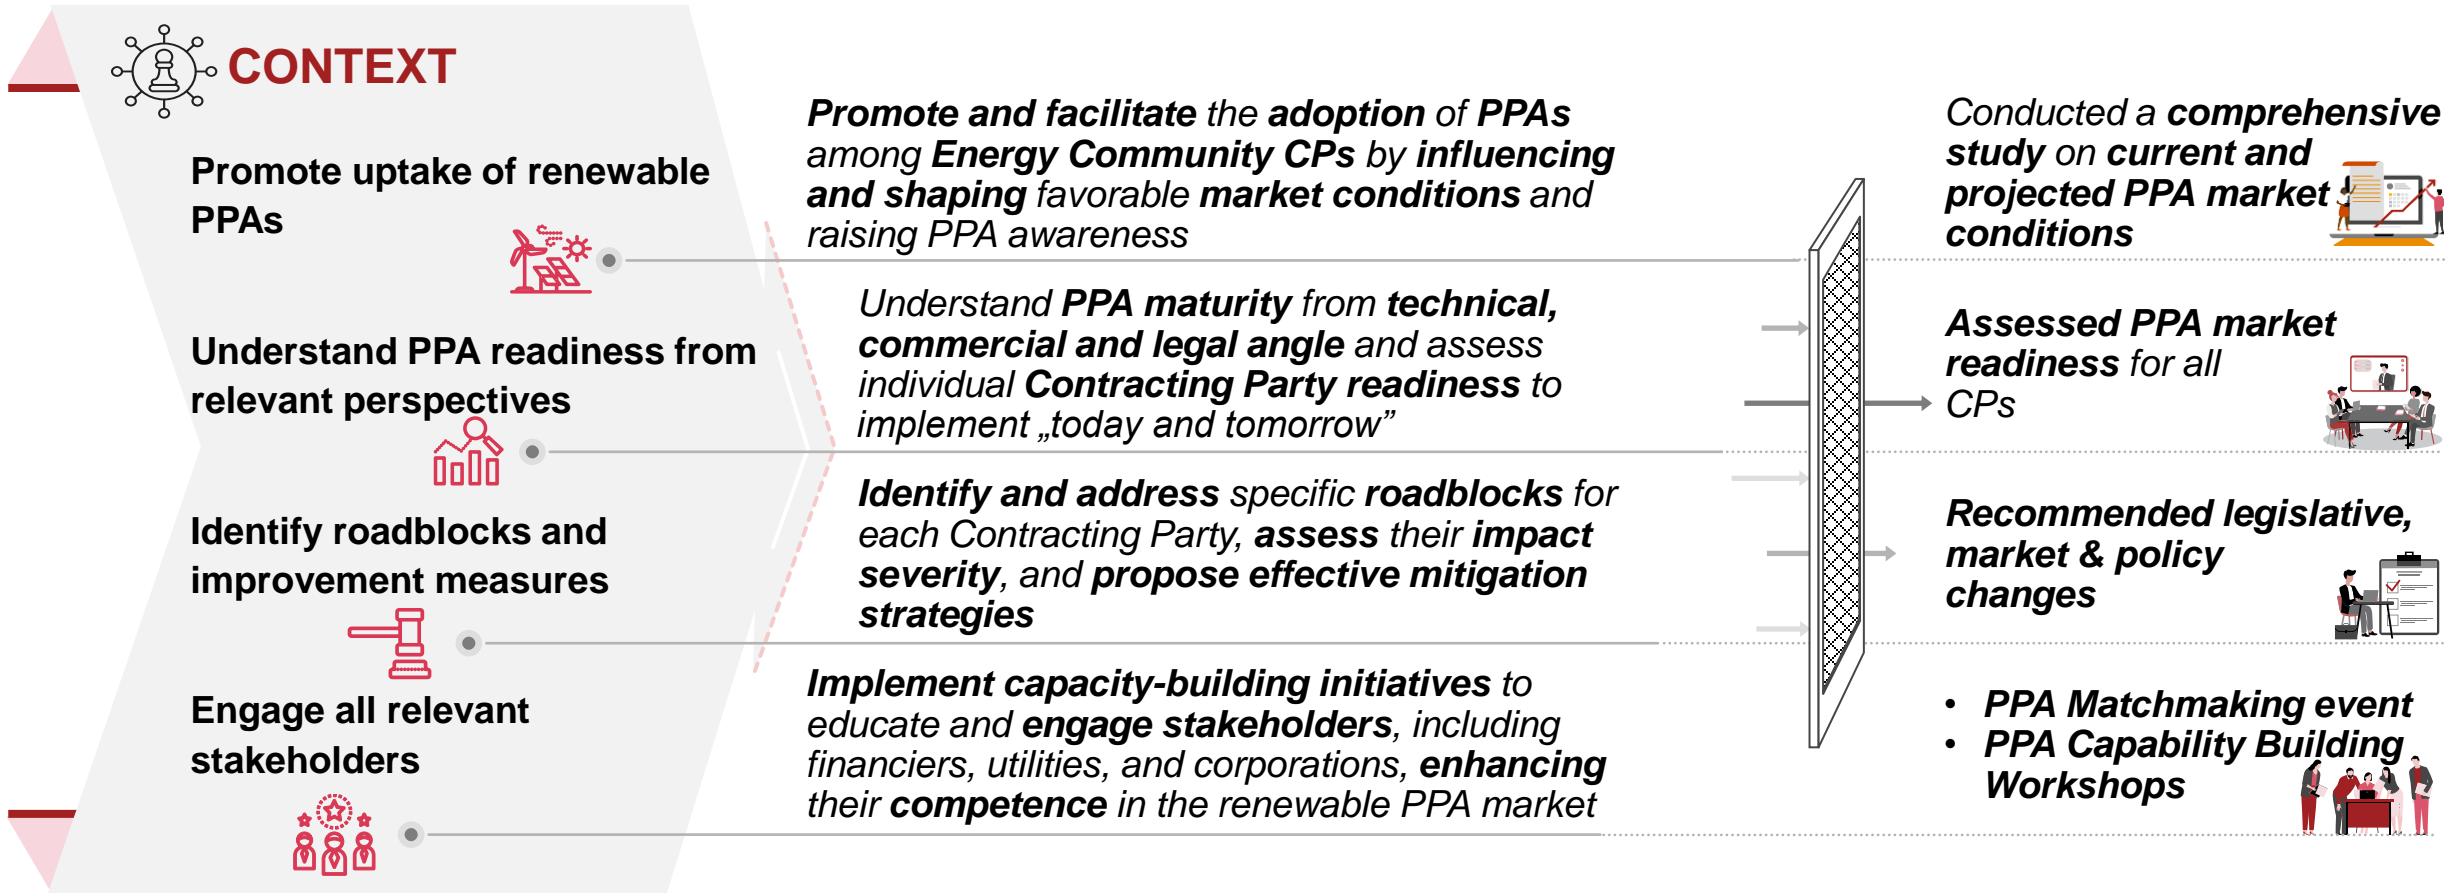 CONTEXT
Promote uptake of renewable
PPAs
Understand PPA readiness from
relevant perspectives
Identify roadblocks and
improvement measures
Engage all relevant
stakeholders
Promote and facilitate the adoption of PPAs
among Energy Community CPs by influencing
and shaping favorable market conditions and
raising PPA awareness
Understand PPA maturity from technical,
commercial and legal angle and assess
individual Contracting Party readiness to
implement „today and tomorrow”
Identify and address specific roadblocks for
each Contracting Party, assess their impact
severity, and propose effective mitigation
strategies
Implement capacity-building initiatives to
educate and engage stakeholders, including
financiers, utilities, and corporations, enhancing
their competence in the renewable PPA market
Conducted a comprehensive
study on current and
projected PPA market
conditions
Assessed PPA market
readiness for all
CPs
Recommended legislative,
market & policy
changes
• PPA Matchmaking event
• PPA Capability Building
Workshops